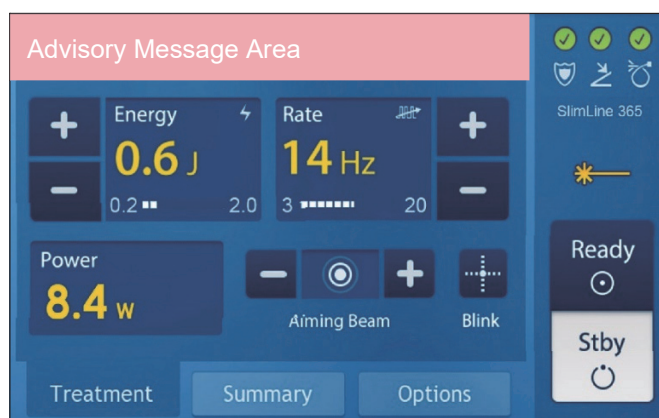 Advisory Message Area
SlimLine 365
Energy
0.6 J
0.2 2.0
Rate
14 Hz
3 20
Power
8.4 W
Aiming Beam
Blink
Ready
Stby
Treatment
Summary
Options